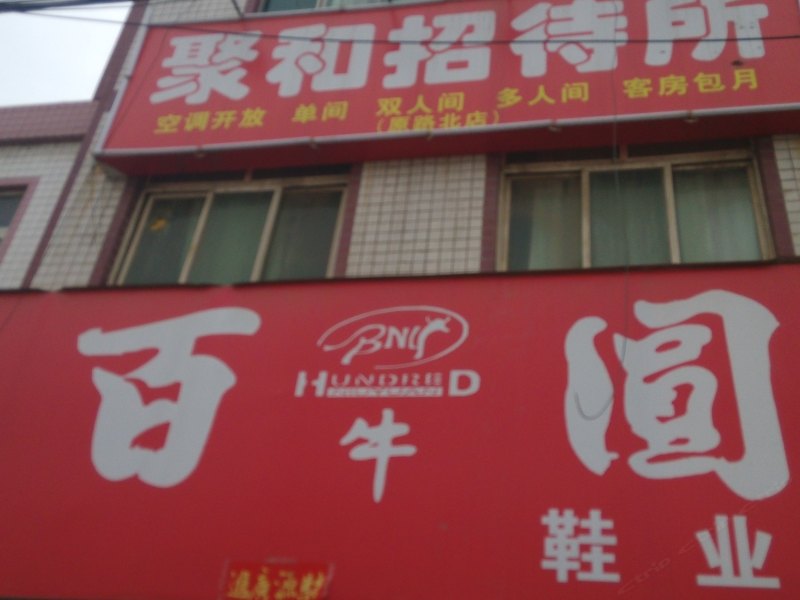 聚和招待所
空调开放 单间 双人间 多人间 客房包月
(原路北店)
百 牛 圆
HUNDRED
鞋业